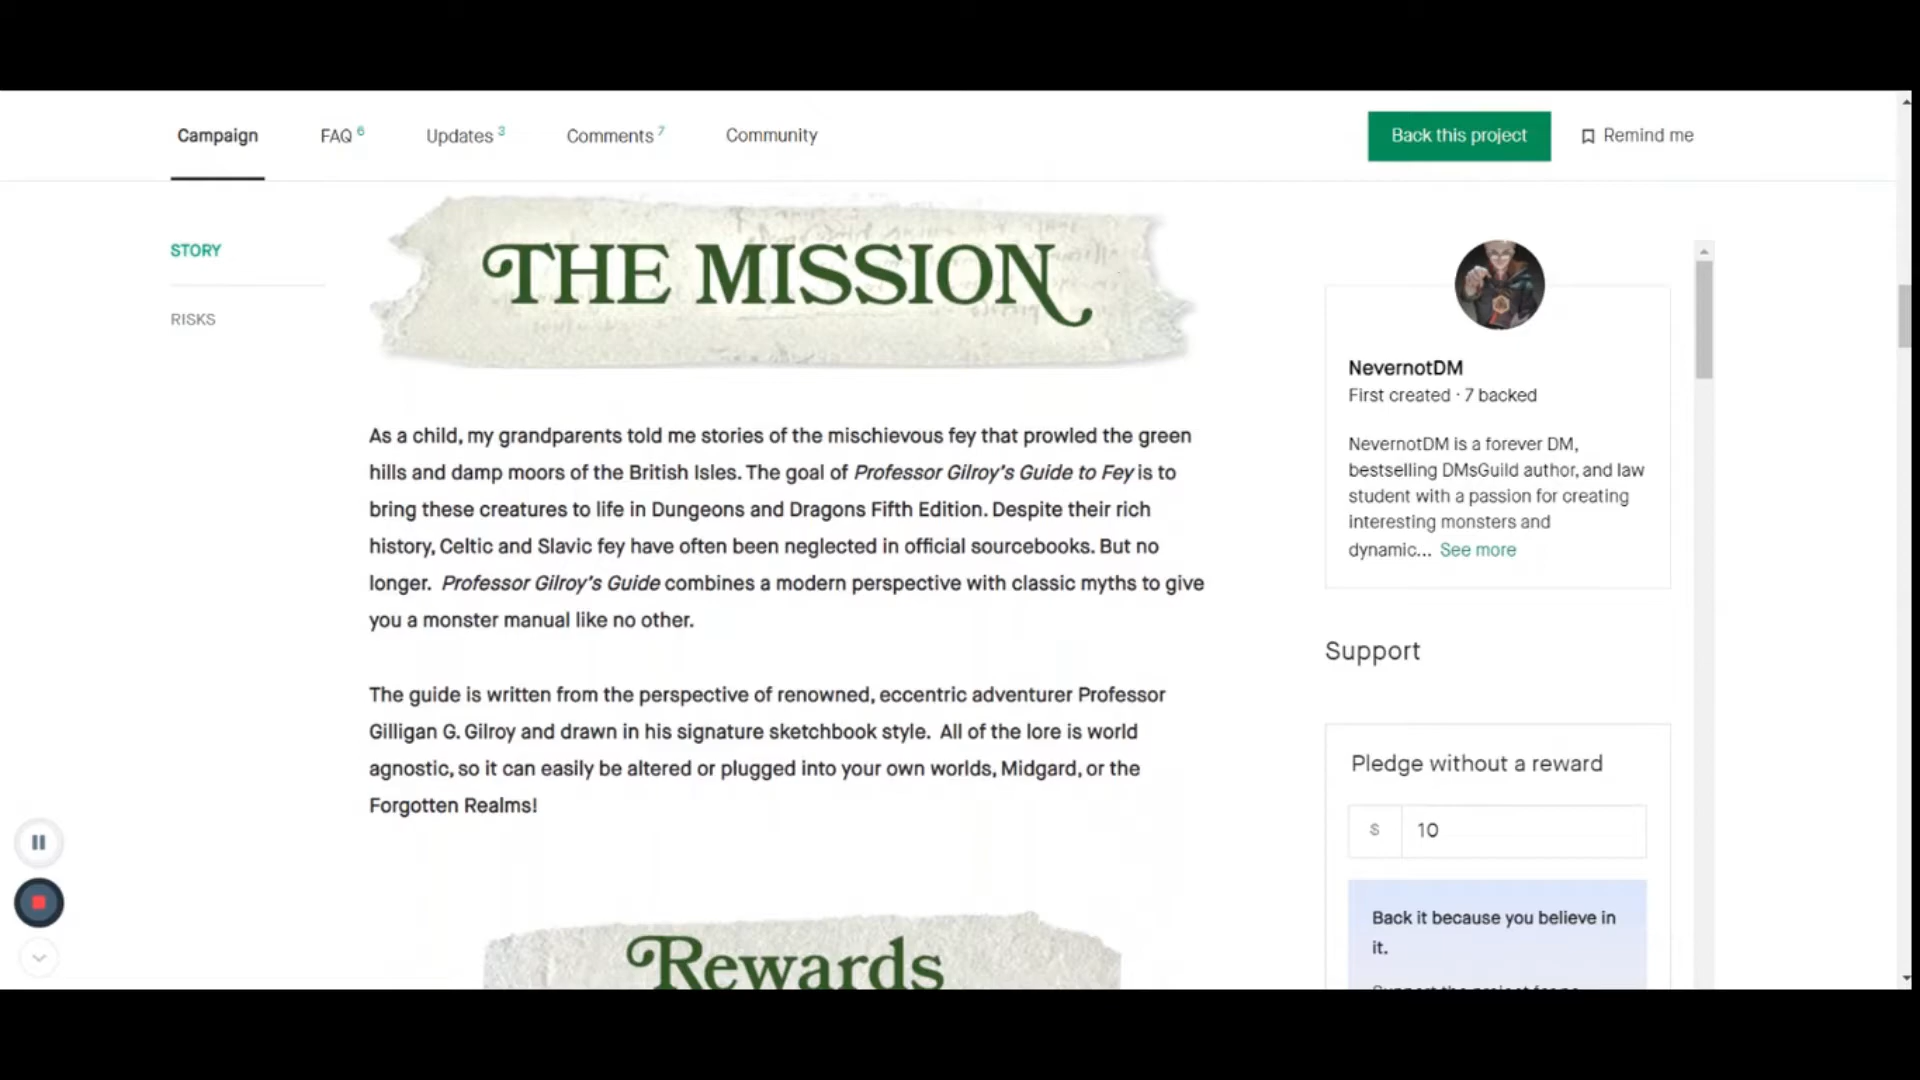 Campaign
FAQ 6
Updates 3
Comments 7
Community
Back this project
Remind me
STORY
RISKS
THE MISSION
As a child, my grandparents told me stories of the mischievous fey that prowled the green
hills and damp moors of the British Isles. The goal of Professor Gilroy's Guide to Fey is to
bring these creatures to life in Dungeons and Dragons Fifth Edition. Despite their rich
history, Celtic and Slavic fey have often been neglected in official sourcebooks. But no
longer. Professor Gilroy's Guide combines a modern perspective with classic myths to give
you a monster manual like no other.
The guide is written from the perspective of renowned, eccentric adventurer Professor
Gilligan G. Gilroy and drawn in his signature sketchbook style. All of the lore is world
agnostic, so it can easily be altered or plugged into your own worlds, Midgard, or the
Forgotten Realms!
Rewards
NevernotDM
First created · 7 backed
NevernotDM is a forever DM,
bestselling DMsGuild author, and law
student with a passion for creating
interesting monsters and
dynamic... See more
Support
Pledge without a reward
$ 10
Back it because you believe in
it.